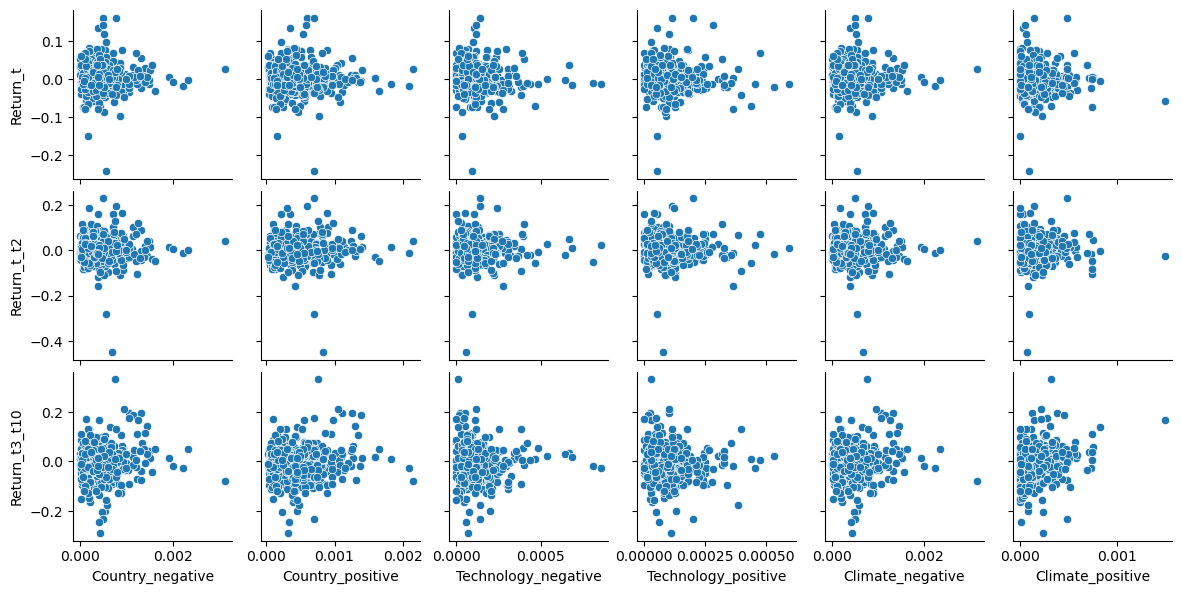 0.1
0.0
−0.1
−0.2
Return_t
0.2
0.0
−0.2
−0.4
Return_t_t2
0.2
0.0
−0.2
Return_t3_t10
0.000 0.002
Country_negative
0.000 0.001 0.002
Country_positive
0.000 0.005
Technology_negative
0.00000 0.00025 0.00050
Technology_positive
0.000 0.002
Climate_negative
0.000 0.001
Climate_positive